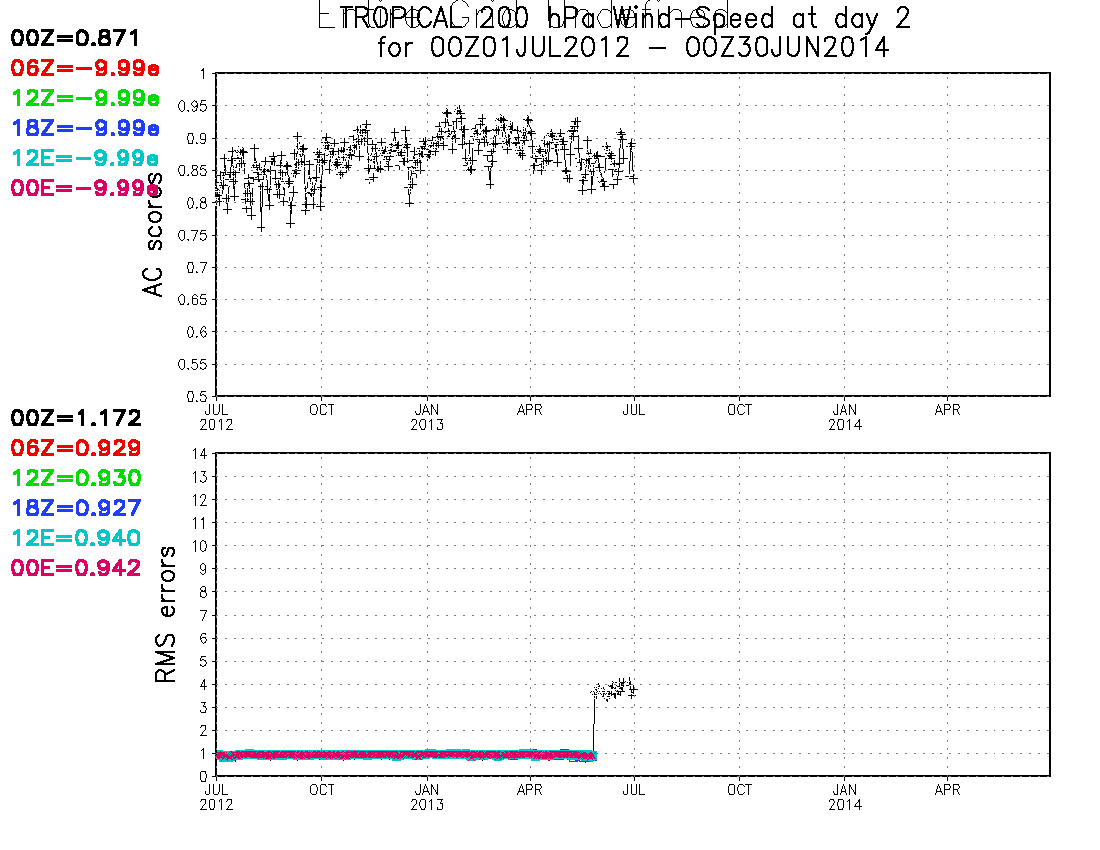 Entire Grid Undefined
TROPICAL 200 hPa Wind-Speed at day 2
for 00Z01JUL2012 - 00Z30JUN2014
00Z=0.871
06Z=-9.99e
12Z=-9.99e
18Z=-9.99e
12E=-9.99e
00E=-9.99e
AC scores
1
0.95
0.9
0.85
0.8
0.75
0.7
0.65
0.6
0.55
0.5
JUL OCT JAN APR JUL OCT JAN APR
2012 2013 2014
00Z=1.172
06Z=0.929
12Z=0.930
18Z=0.927
12E=0.940
00E=0.942
RMS errors
14
13
12
11
10
9
8
7
6
5
4
3
2
1
0
JUL OCT JAN APR JUL OCT JAN APR
2012 2013 2014